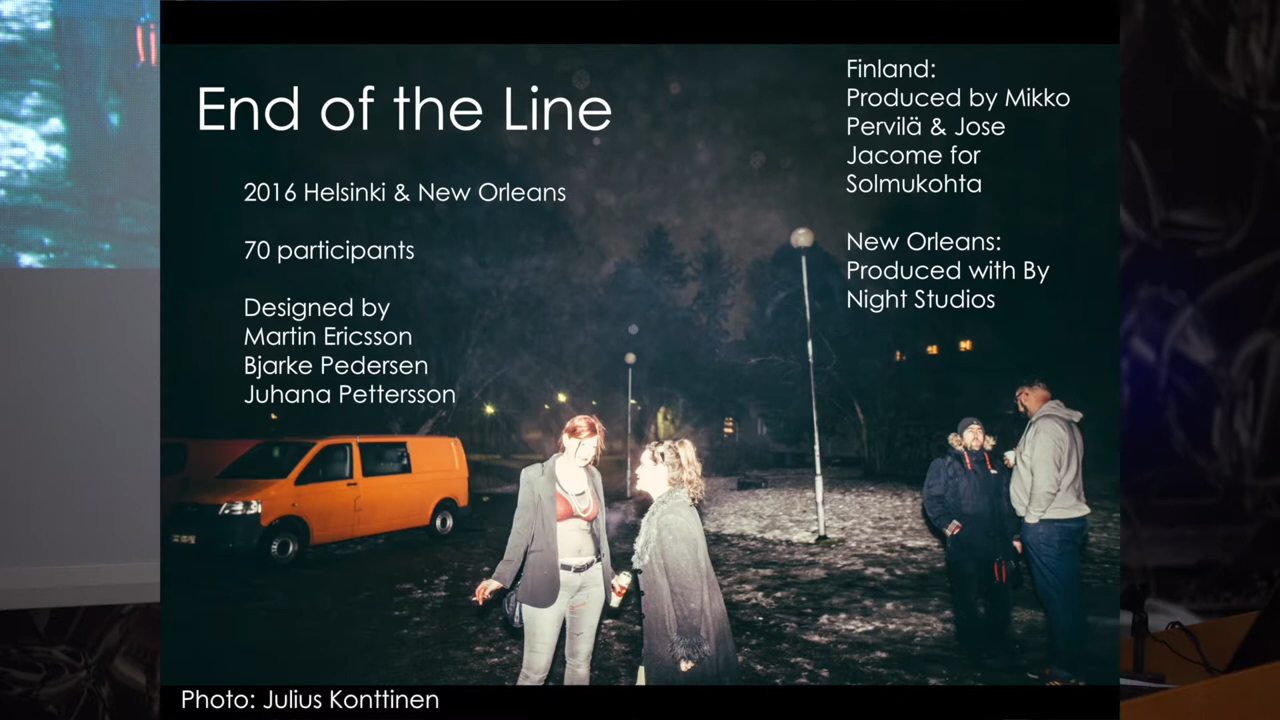 End of the Line
2016 Helsinki & New Orleans
70 participants
Designed by
Martin Ericsson
Bjarke Pedersen
Juhana Pettersson
Finland:
Produced by Mikko
Pervilä & Jose
Jacome for
Solmukohta
New Orleans:
Produced with By
Night Studios
Photo: Julius Konttinen